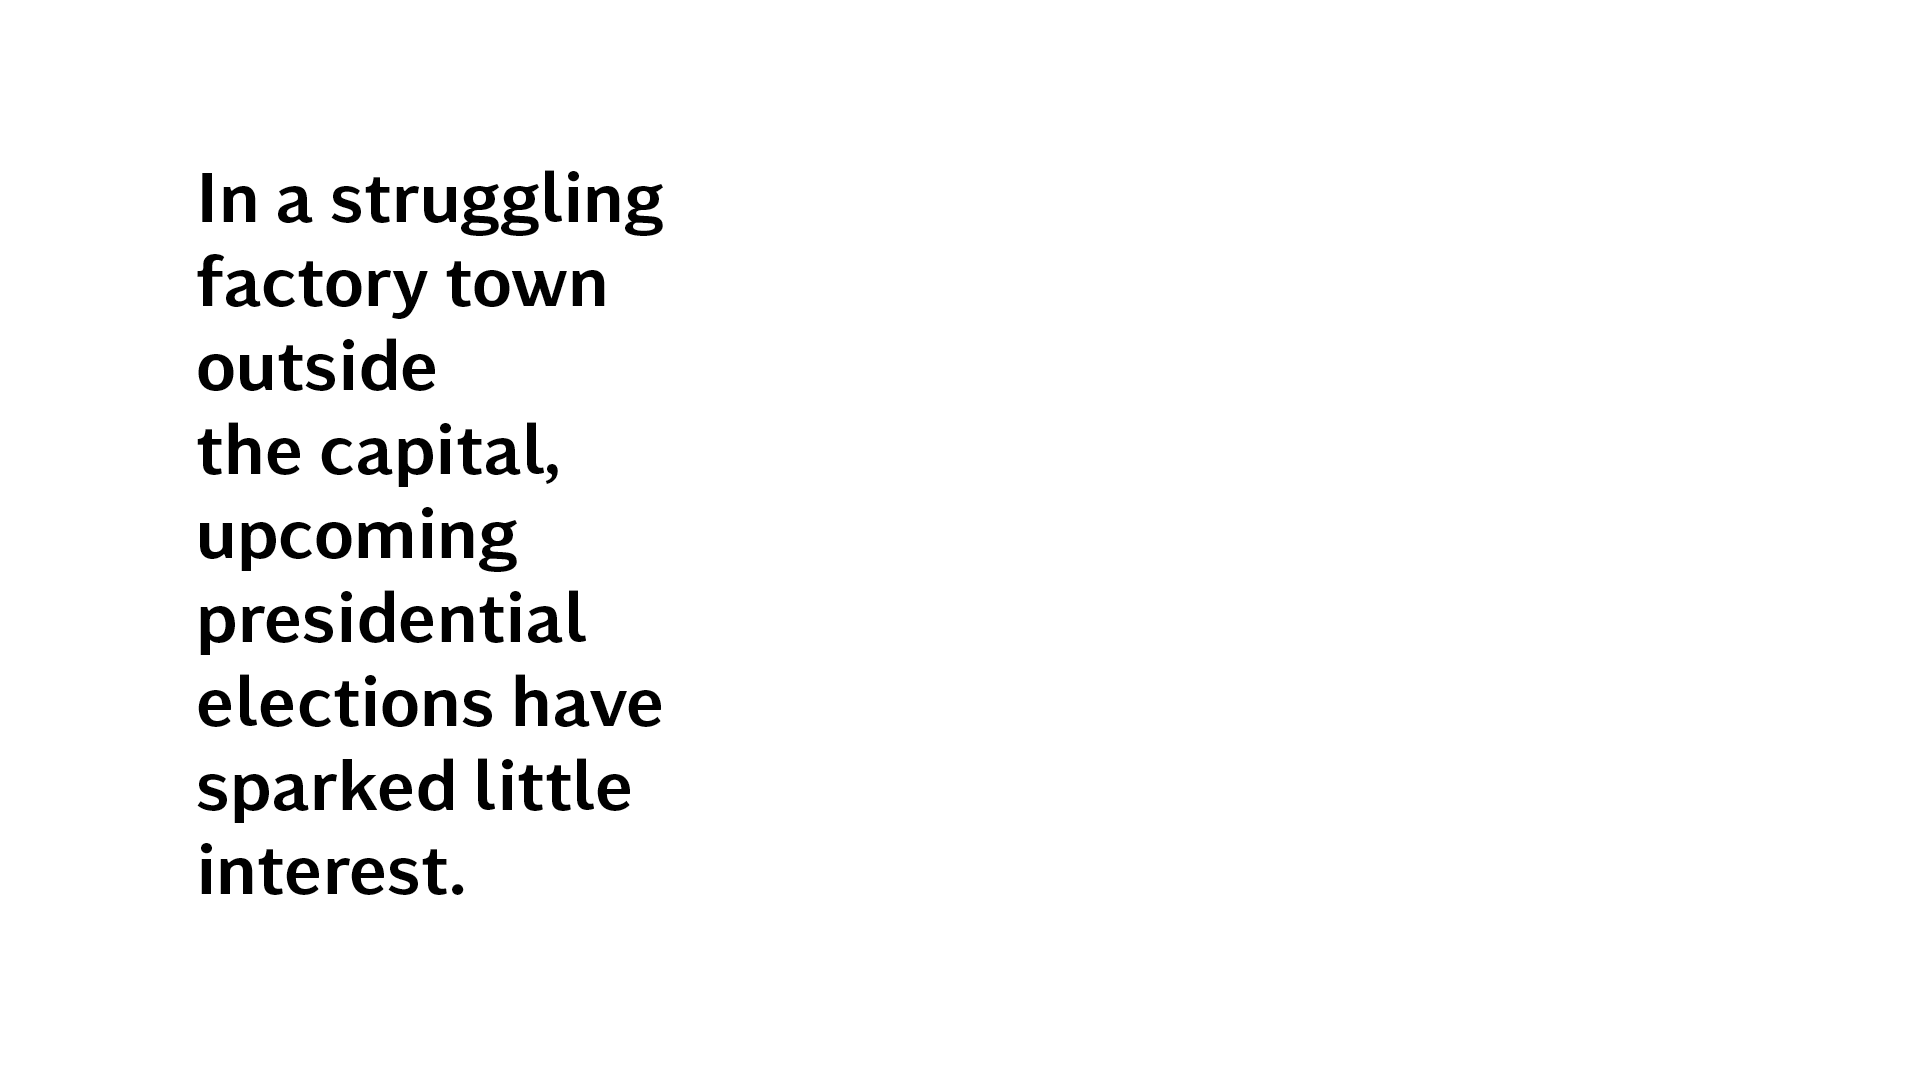 In a struggling
factory town
outside
the capital,
upcoming
presidential
elections have
sparked little
interest.